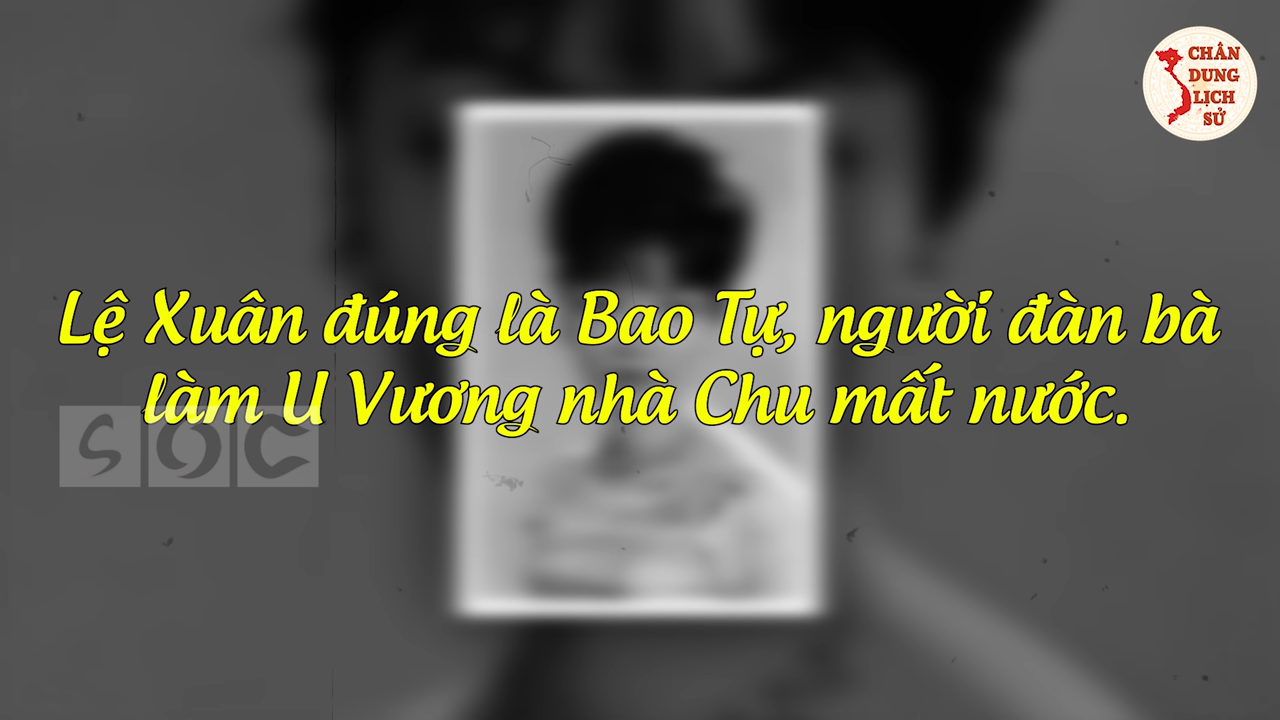 CHÂN
DUNG
LỊCH
SỬ
Lệ Xuân đúng là Bao Tự, người đàn bà
làm U Vương nhà Chu mất nước.
SOC